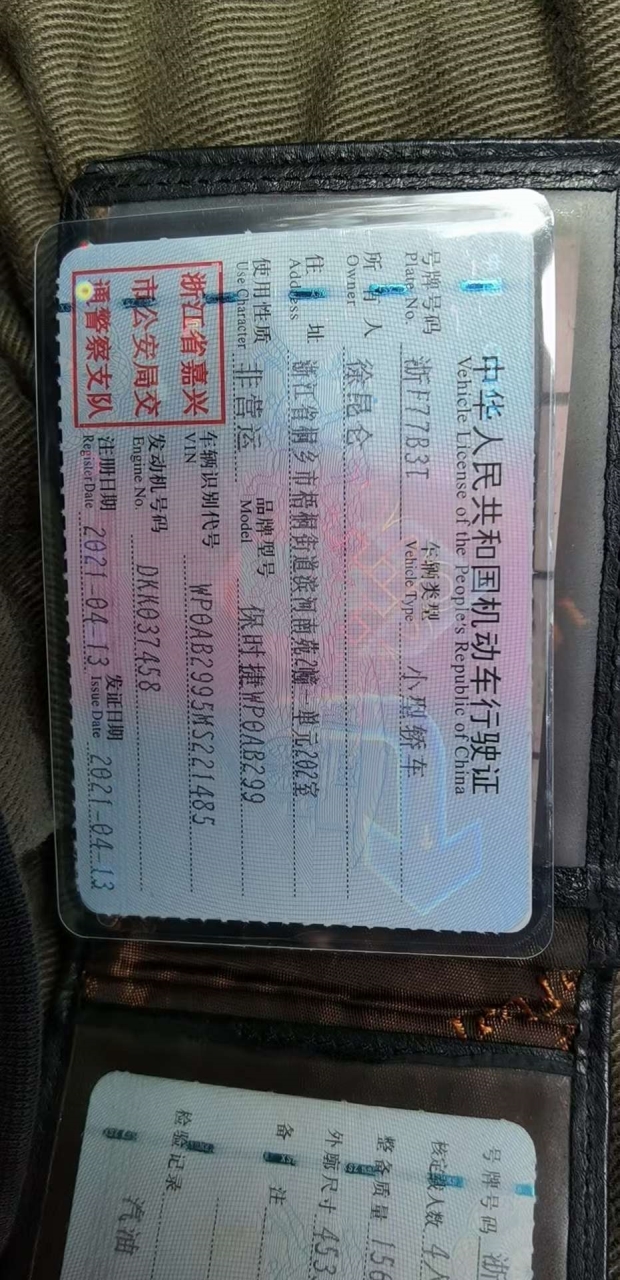 中华人民共和国机动车行驶证
Vehicle License of the People's Republic of China
号牌号码 浙F77B3T 车辆类型 小型轿车
Plate No. Vehicle Type
所有人 徐昆仑
Owner
住址 浙江省桐乡市梧桐街道滨河南苑2幢一单元202室
Address
使用性质 非营运 品牌型号 保时捷WP0AB299
Use Character Model
浙江省嘉兴
市公安局交
通警察支队
车辆识别代号 WP0AB2995MS221485
VIN
发动机号码 DKK037458
Engine No.
注册日期 2021-04-13 发证日期 2021-04-13
Register Date Issue Date
号牌号码 浙
核定载人数 4人
整备质量 156
外廓尺寸 453
备注
检验记录
汽油